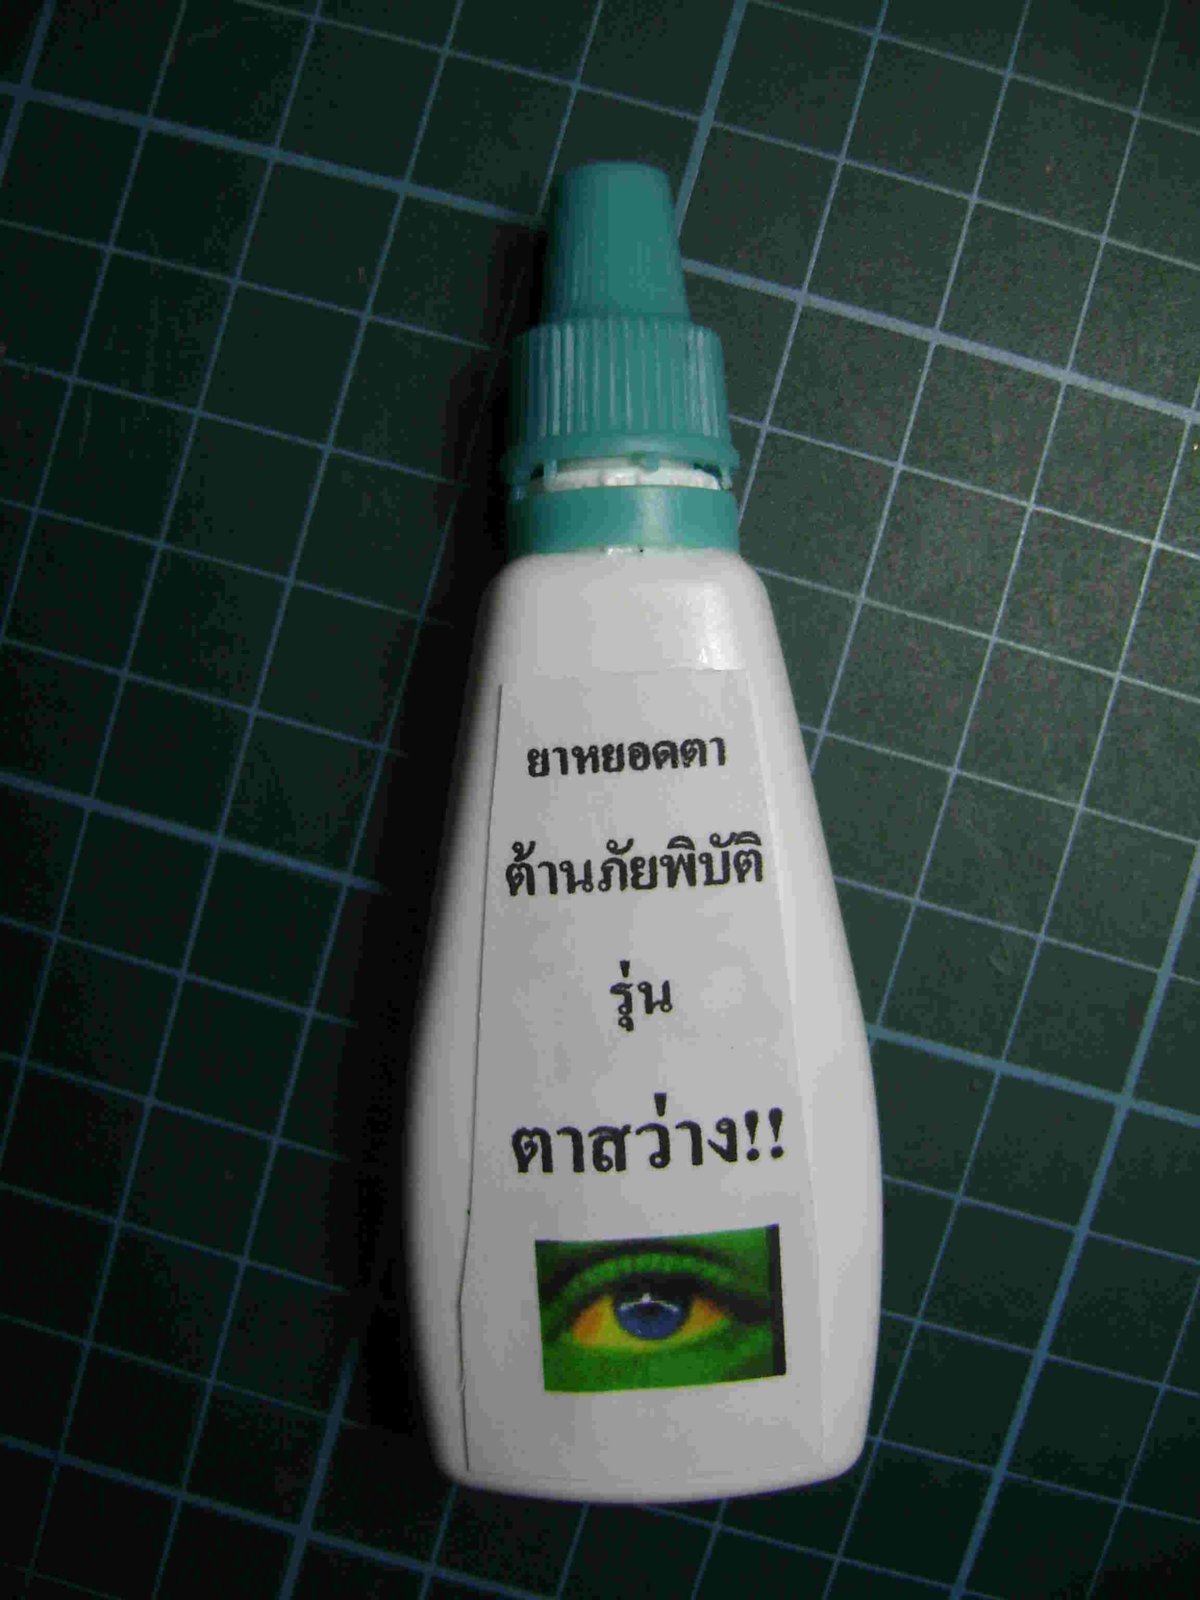 ยาหยอดตา
ต้านภัยพิบัติ
รุ่น
ตาสว่าง!!